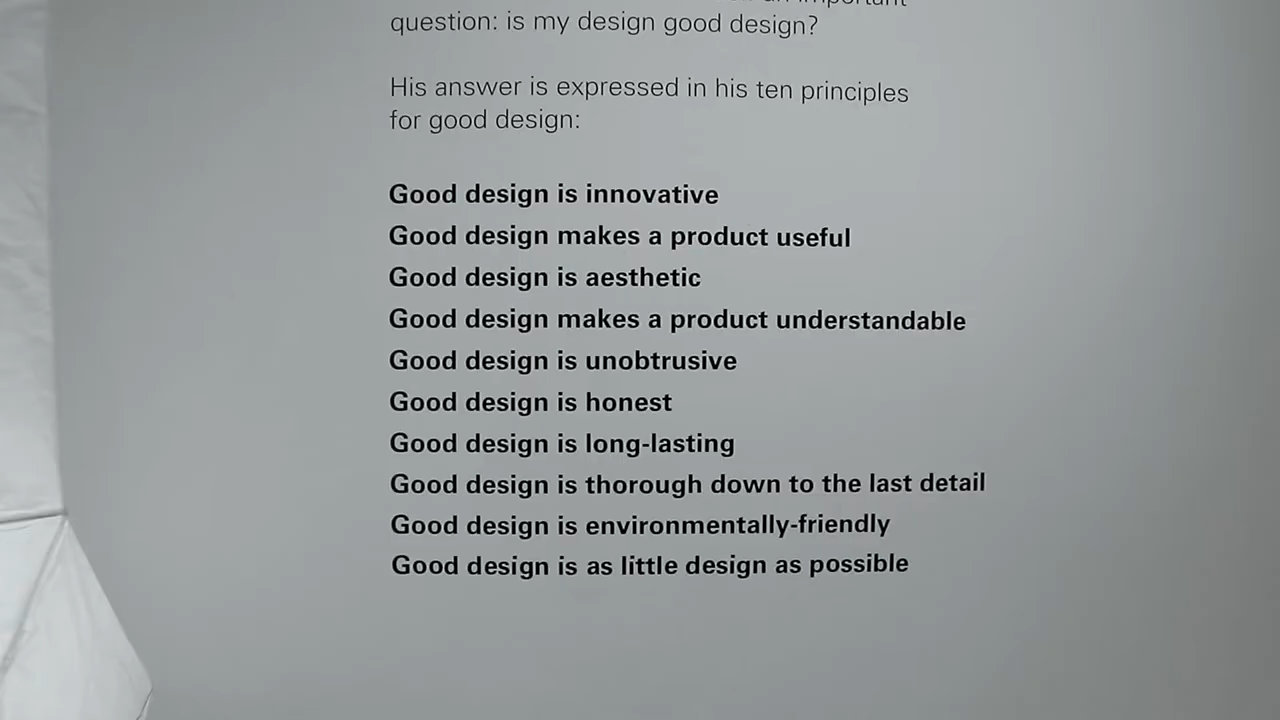 important
question: is my design good design?
His answer is expressed in his ten principles
for good design:
Good design is innovative
Good design makes a product useful
Good design is aesthetic
Good design makes a product understandable
Good design is unobtrusive
Good design is honest
Good design is long-lasting
Good design is thorough down to the last detail
Good design is environmentally-friendly
Good design is as little design as possible